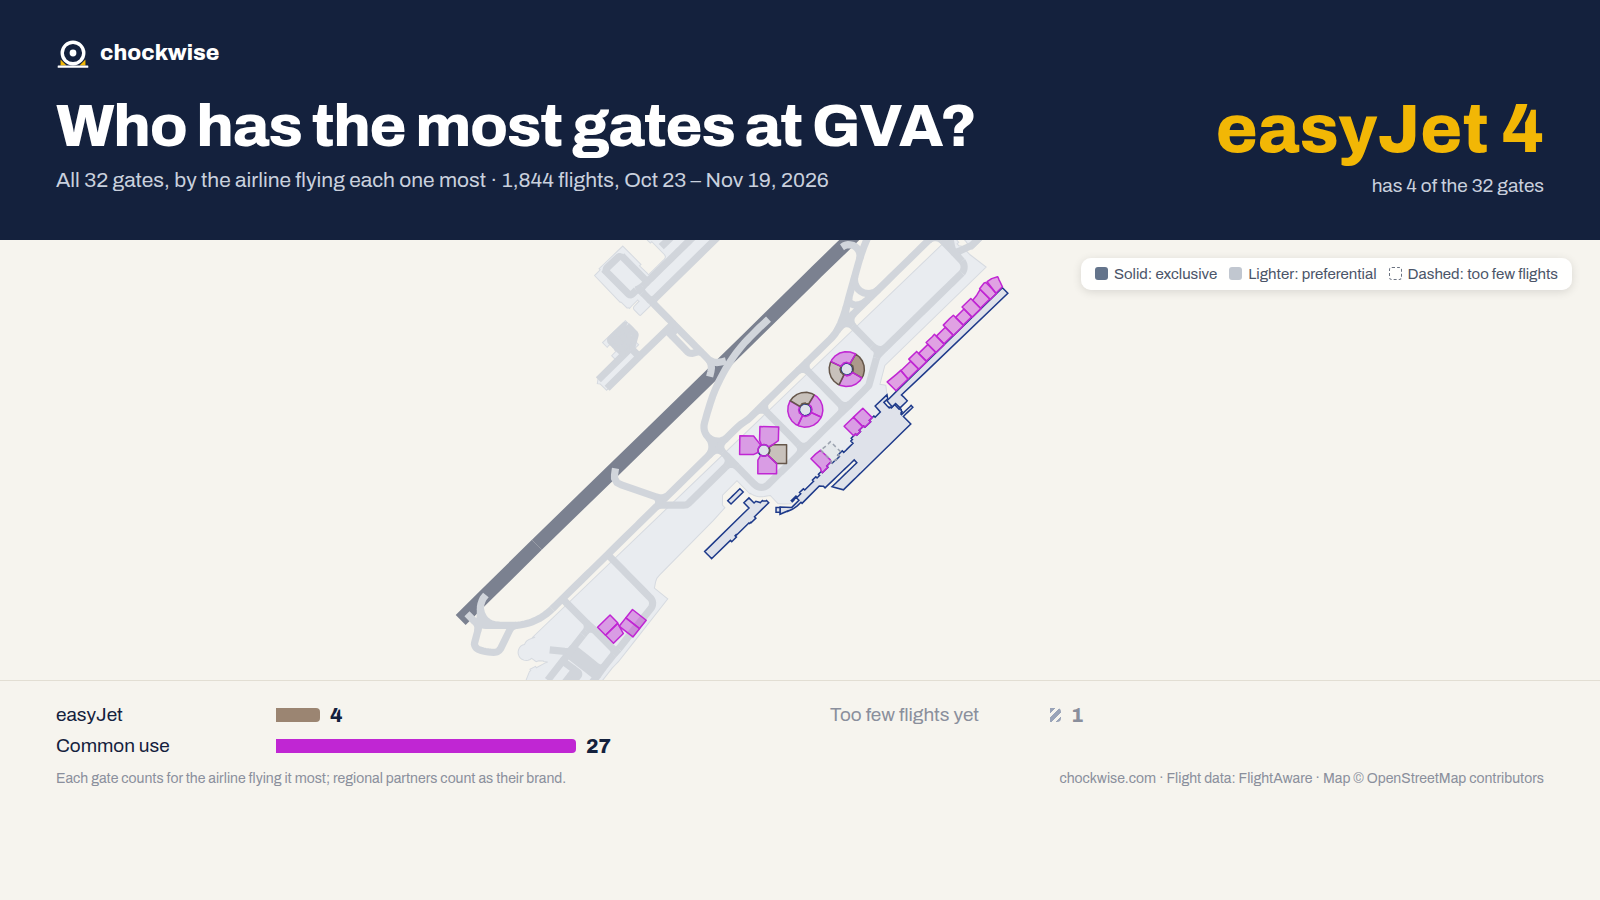 chockwise
Who has the most gates at GVA?
easyJet 4
All 32 gates, by the airline flying each one most · 1,844 flights, Oct 23 – Nov 19, 2026
has 4 of the 32 gates
Solid: exclusive Lighter: preferential Dashed: too few flights
easyJet 4
Too few flights yet 1
Common use 27
Each gate counts for the airline flying it most; regional partners count as their brand.
chockwise.com · Flight data: FlightAware · Map © OpenStreetMap contributors